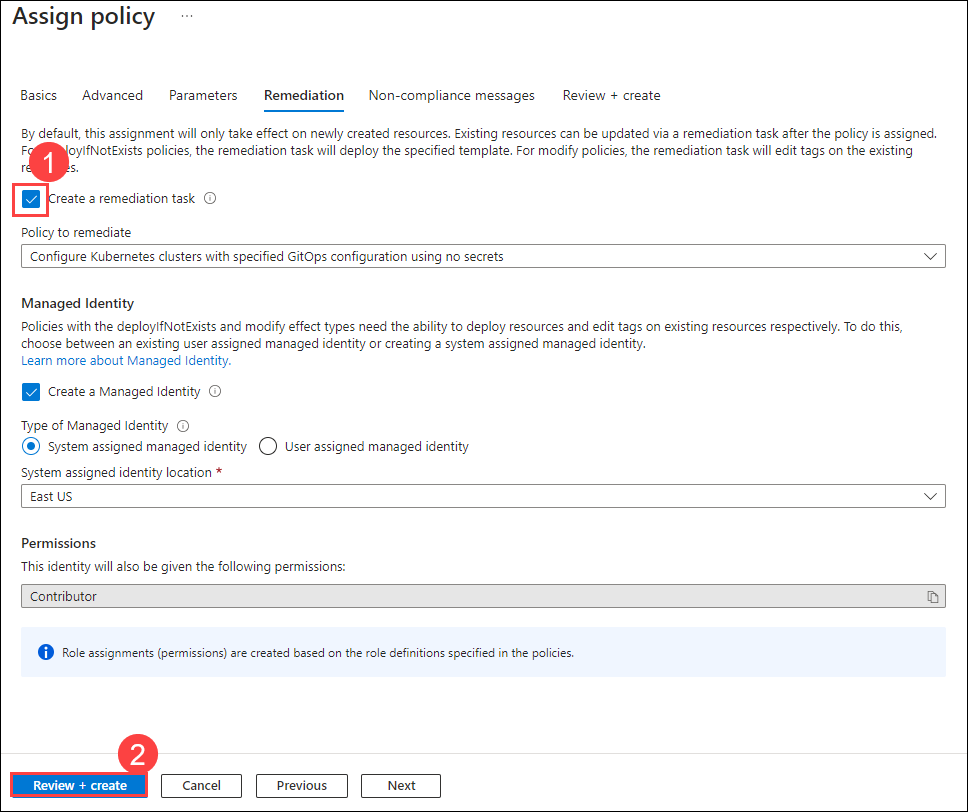 Assign policy ...
Basics Advanced Parameters Remediation Non-compliance messages Review + create
By default, this assignment will only take effect on newly created resources. Existing resources can be updated via a remediation task after the policy is assigned.
loyIfNotExists policies, the remediation task will deploy the specified template. For modify policies, the remediation task will edit tags on the existing
1
Create a remediation task
Policy to remediate
Configure Kubernetes clusters with specified GitOps configuration using no secrets
Managed Identity
Policies with the deployIfNotExists and modify effect types need the ability to deploy resources and edit tags on existing resources respectively. To do this,
choose between an existing user assigned managed identity or creating a system assigned managed identity.
Learn more about Managed Identity.
Create a Managed Identity
Type of Managed Identity
System assigned managed identity User assigned managed identity
System assigned identity location *
East US
Permissions
This identity will also be given the following permissions:
Contributor
Role assignments (permissions) are created based on the role definitions specified in the policies.
2
Review + create Cancel Previous Next